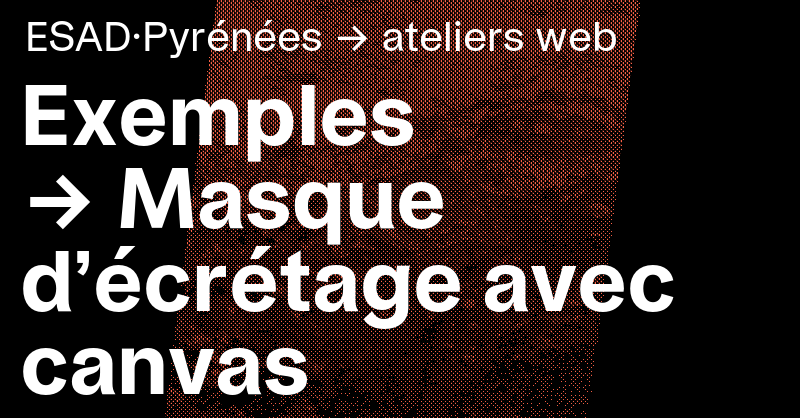 ESAD·Pyrénées → ateliers web
Exemples
→ Masque
d’écrétage avec
canvas